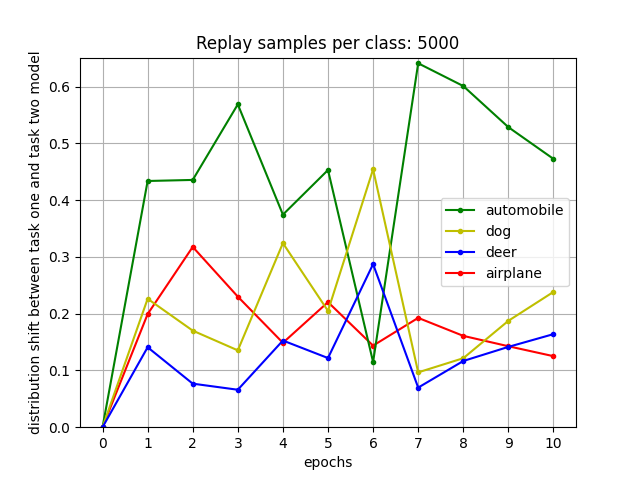 Replay samples per class: 5000
distribution shift between task one and task two model
0.6
0.5
0.4
0.3
0.2
0.1
0.0
automobile
dog
deer
airplane
0 1 2 3 4 5 6 7 8 9 10
epochs